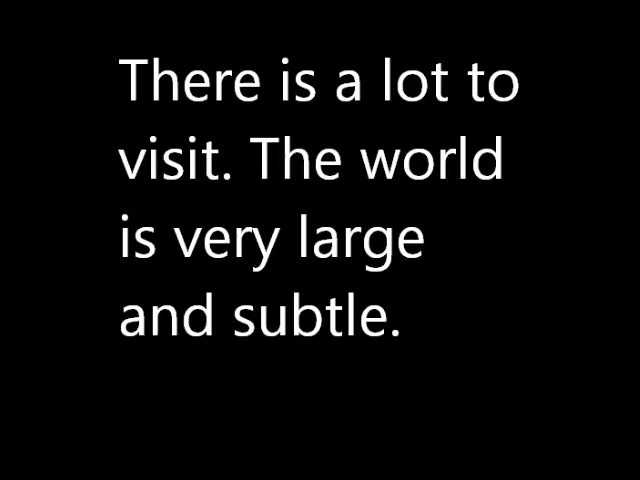 There is a lot to
visit. The world
is very large
and subtle.